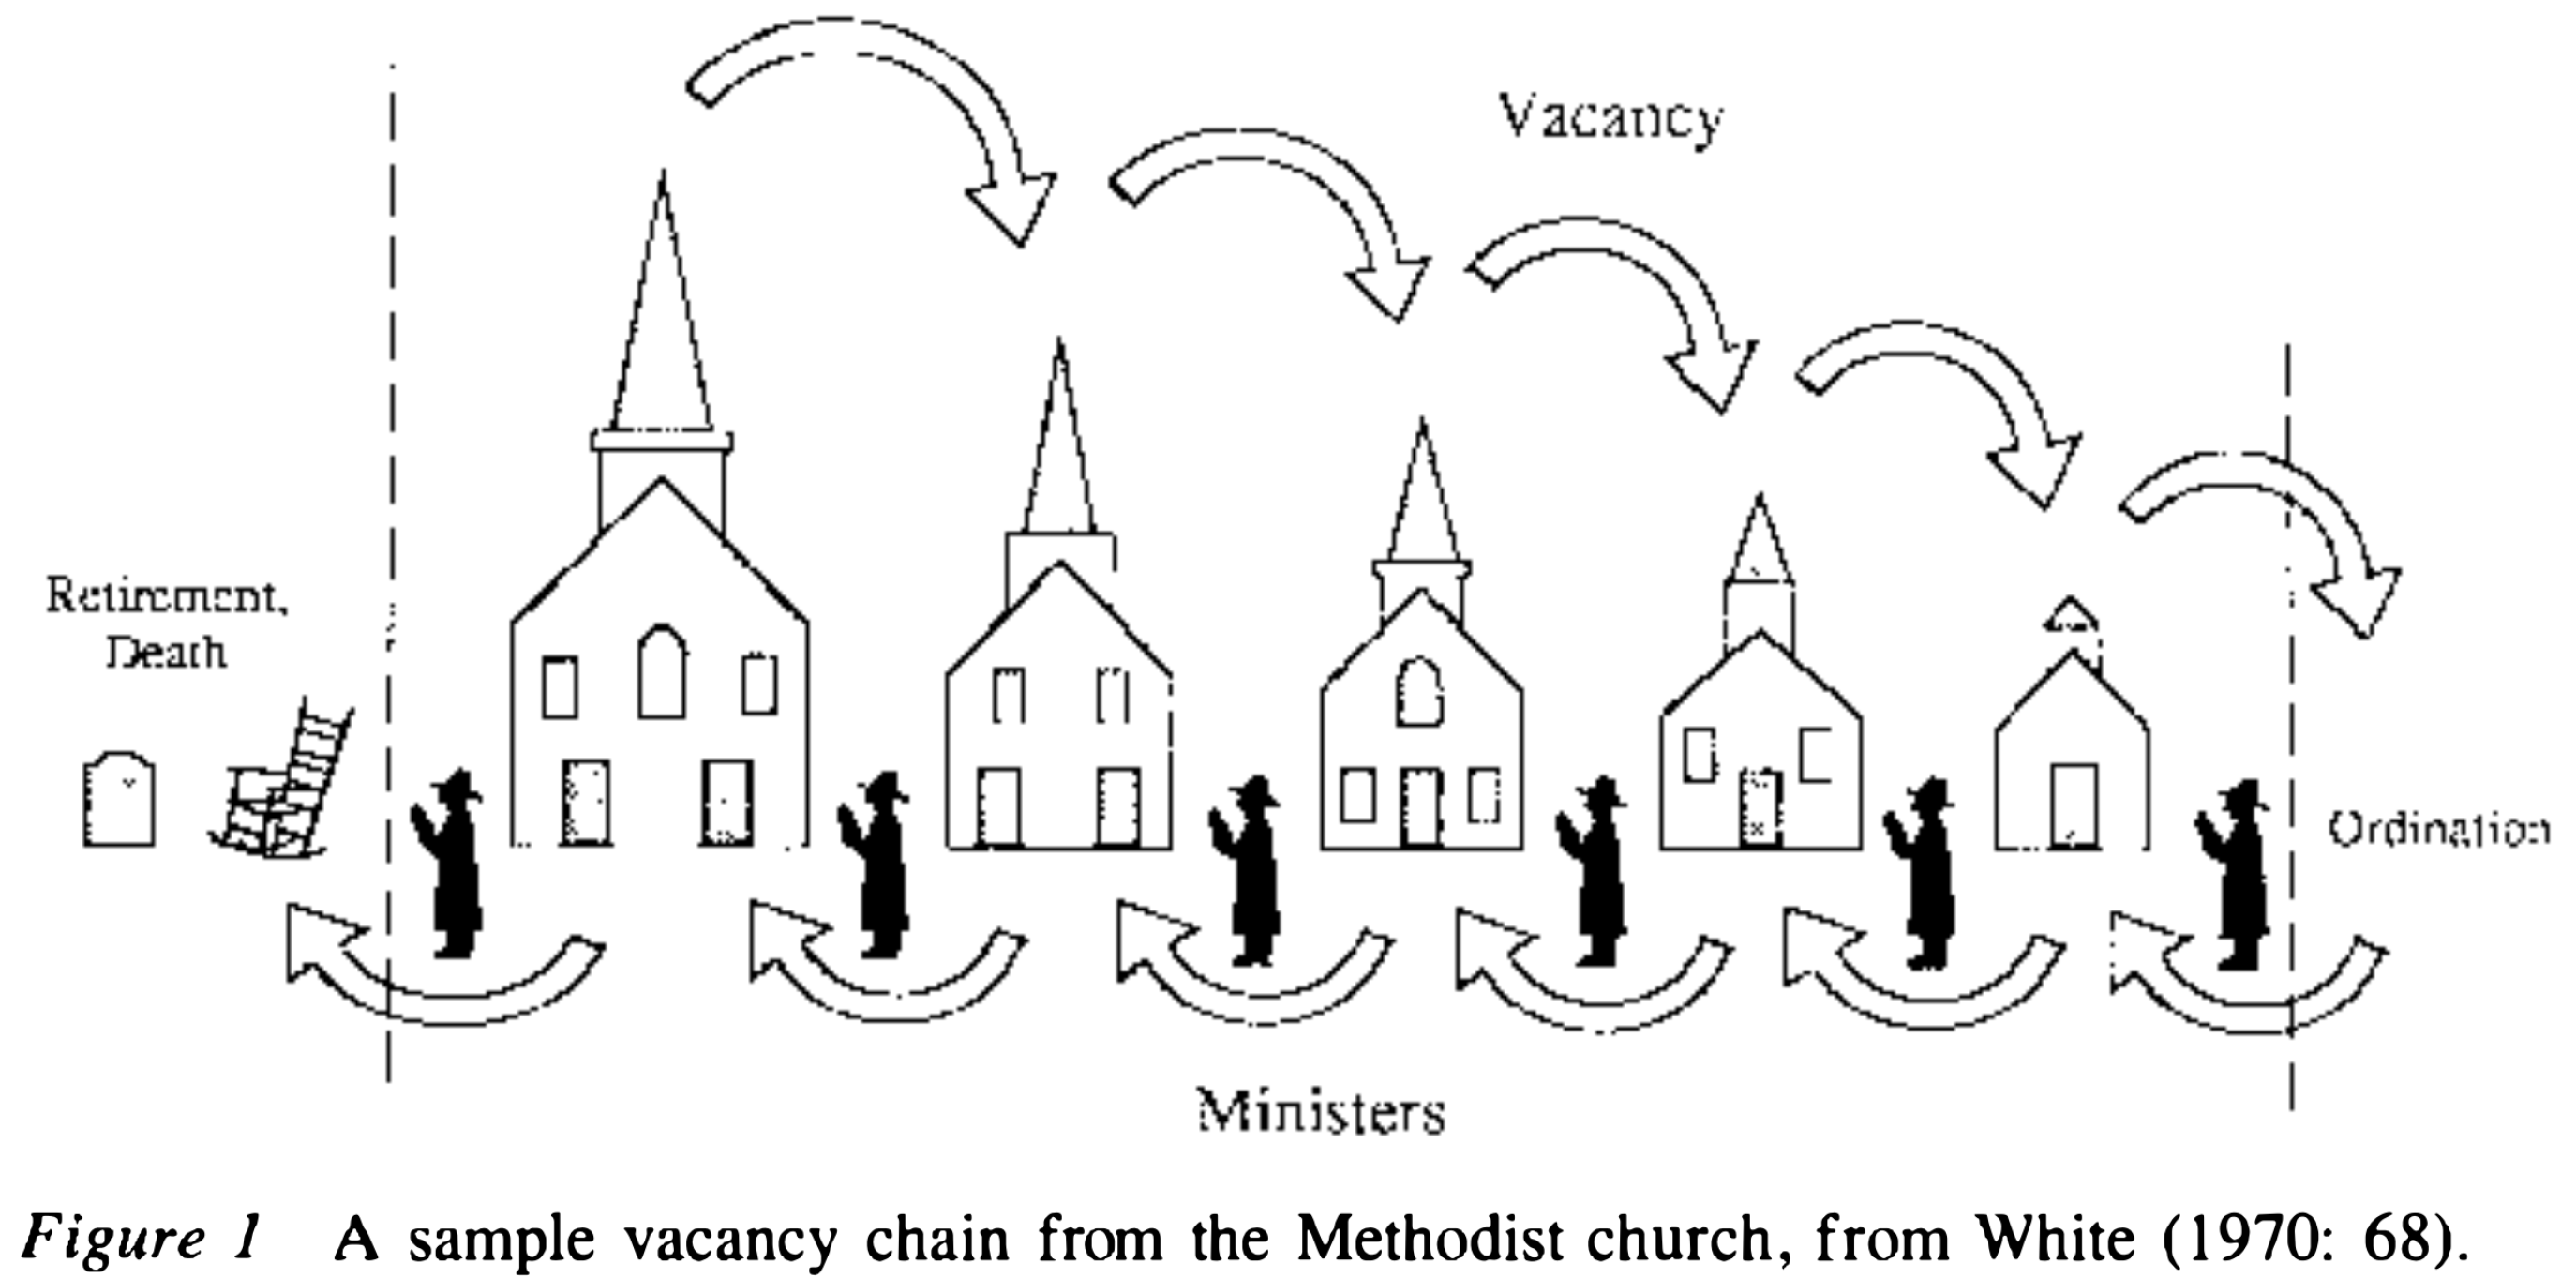 Vacancy
Retirement,
Death
Ordination
Ministers
Figure 1 A sample vacancy chain from the Methodist church, from White (1970: 68).